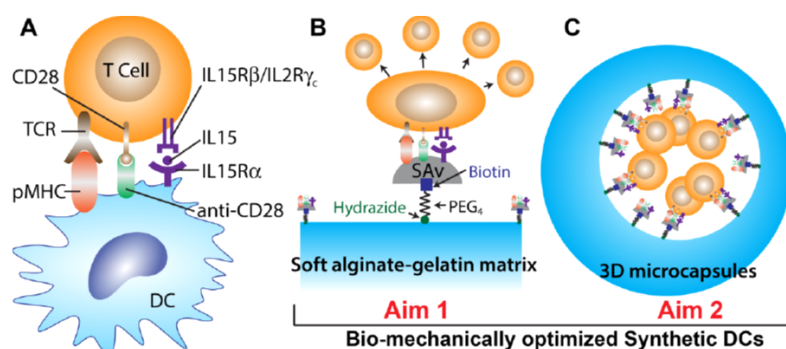 A
T Cell
CD28
TCR
pMHC
IL15Rβ/IL2Rγc
IL15
IL15Rα
anti-CD28
DC
B
SAv
Biotin
Hydrazide
PEG4
Soft alginate-gelatin matrix
Aim 1
C
3D microcapsules
Aim 2
Bio-mechanically optimized Synthetic DCs